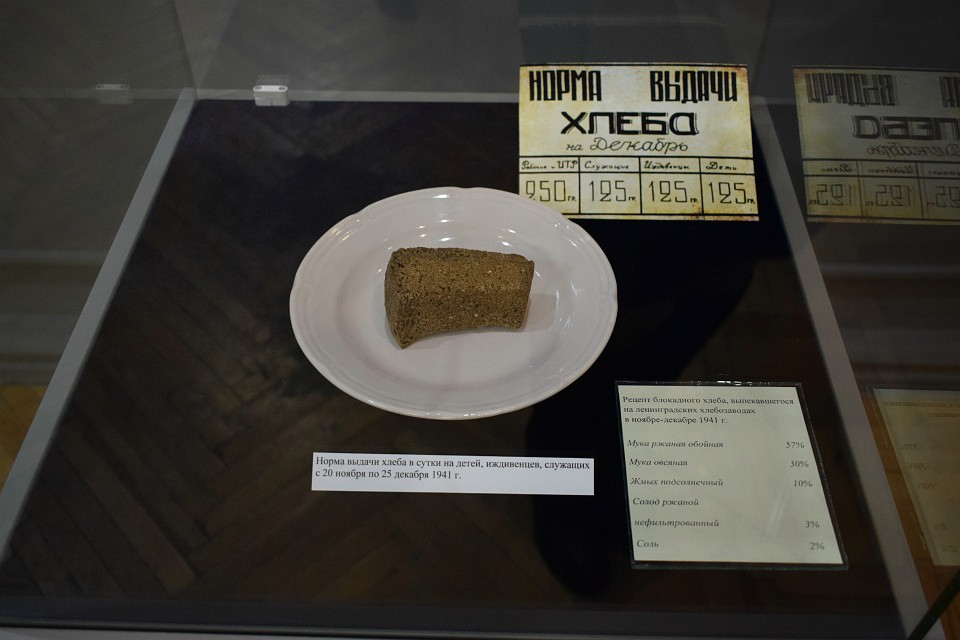 НОРМА ВЫДАЧИ
ХЛЕБА
на Декабрь
Рабочие и ИТР Служащие Иждивенцы Дети
250 гр. 125 гр. 125 гр. 125 гр.
Норма выдачи хлеба в сутки на детей, иждивенцев, служащих
с 20 ноября по 25 декабря 1941 г.
Рецепт блокадного хлеба, выпекавшегося
на ленинградских хлебозаводах
в ноябре-декабре 1941 г.
Мука ржаная обойная 57%
Мука овсяная 30%
Жмых подсолнечный 10%
Солод ржаной
нефильтрованный 3%
Соль 2%